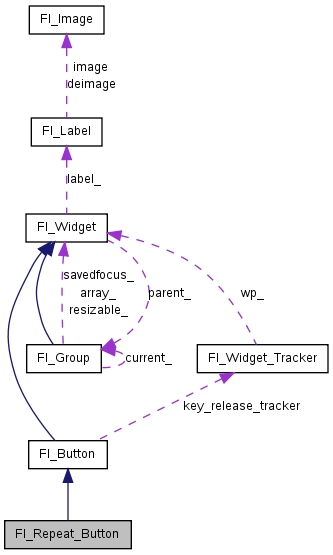 Fl_Image
image
deimage
Fl_Label
label_
Fl_Widget
savedfocus_
array_
resizable_
parent_
wp_
Fl_Group
current_
Fl_Widget_Tracker
key_release_tracker
Fl_Button
Fl_Repeat_Button